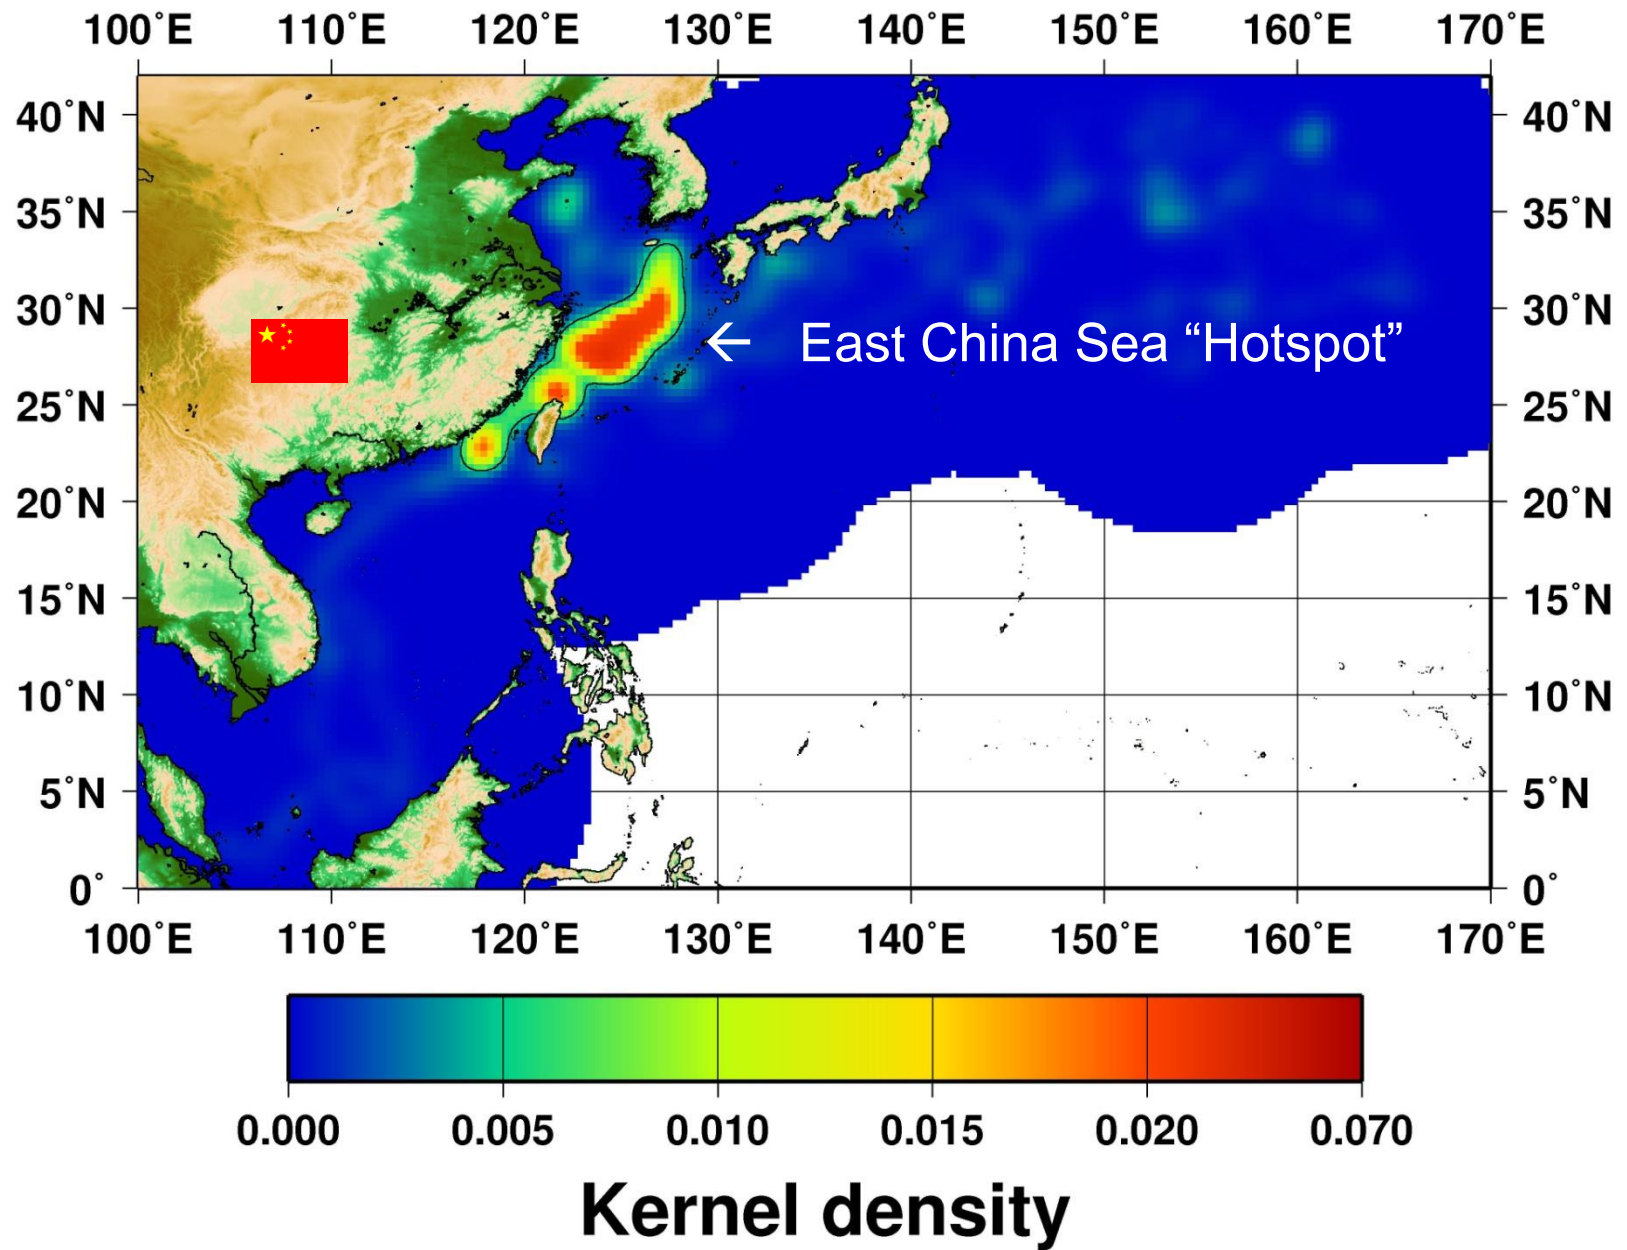 100°E 110°E 120°E 130°E 140°E 150°E 160°E 170°E
40°N 40°N
35°N 35°N
30°N 30°N
← East China Sea “Hotspot”
25°N 25°N
20°N 20°N
15°N 15°N
10°N 10°N
5°N 5°N
0° 0°
100°E 110°E 120°E 130°E 140°E 150°E 160°E 170°E
0.000 0.005 0.010 0.015 0.020 0.070
Kernel density